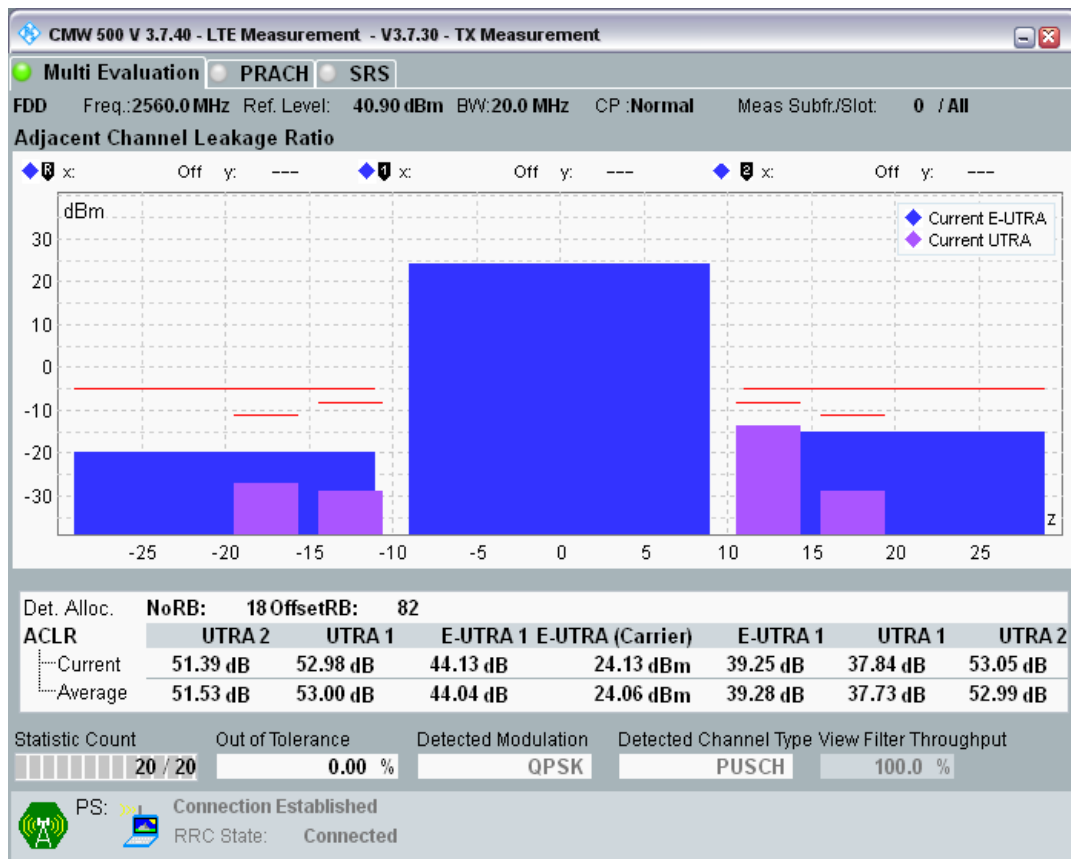 CMW 500 V 3.7.40 - LTE Measurement - V3.7.30 - TX Measurement
Multi Evaluation PRACH SRS
FDD Freq.:2560.0 MHz Ref. Level: 40.90 dBm BW:20.0 MHz CP :Normal Meas Subfr./Slot: 0 / All
Adjacent Channel Leakage Ratio
R x: Off y: --- 1 x: Off y: --- 2 x: Off y: ---
dBm
Current E-UTRA
Current UTRA
30
20
10
0
-10
-20
-30
z
-25 -20 -15 -10 -5 0 5 10 15 20 25
Det. Alloc. NoRB: 18 OffsetRB: 82
ACLR UTRA 2 UTRA 1 E-UTRA 1 E-UTRA (Carrier) E-UTRA 1 UTRA 1 UTRA 2
Current 51.39 dB 52.98 dB 44.13 dB 24.13 dBm 39.25 dB 37.84 dB 53.05 dB
Average 51.53 dB 53.00 dB 44.04 dB 24.06 dBm 39.28 dB 37.73 dB 52.99 dB
Statistic Count Out of Tolerance Detected Modulation Detected Channel Type View Filter Throughput
20 / 20 0.00 % QPSK PUSCH 100.0 %
PS: Connection Established
RRC State: Connected